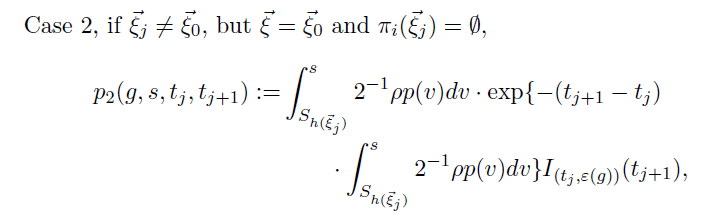 Case 2, if $\vec{\xi}_j \neq \vec{\xi}_0$, but $\vec{\xi} = \vec{\xi}_0$ and $\pi_i(\vec{\xi}_j) = \emptyset$,
$p_2(g, s, t_j, t_{j+1}) := \int_{S_{h(\vec{\xi}_j)}}^{s} 2^{-1} \rho p(v) dv \cdot \exp\{-(t_{j+1} - t_j)$
$\cdot \int_{S_{h(\vec{\xi}_j)}}^{s} 2^{-1} \rho p(v) dv\} I_{(t_j, \varepsilon(g))}(t_{j+1}),$